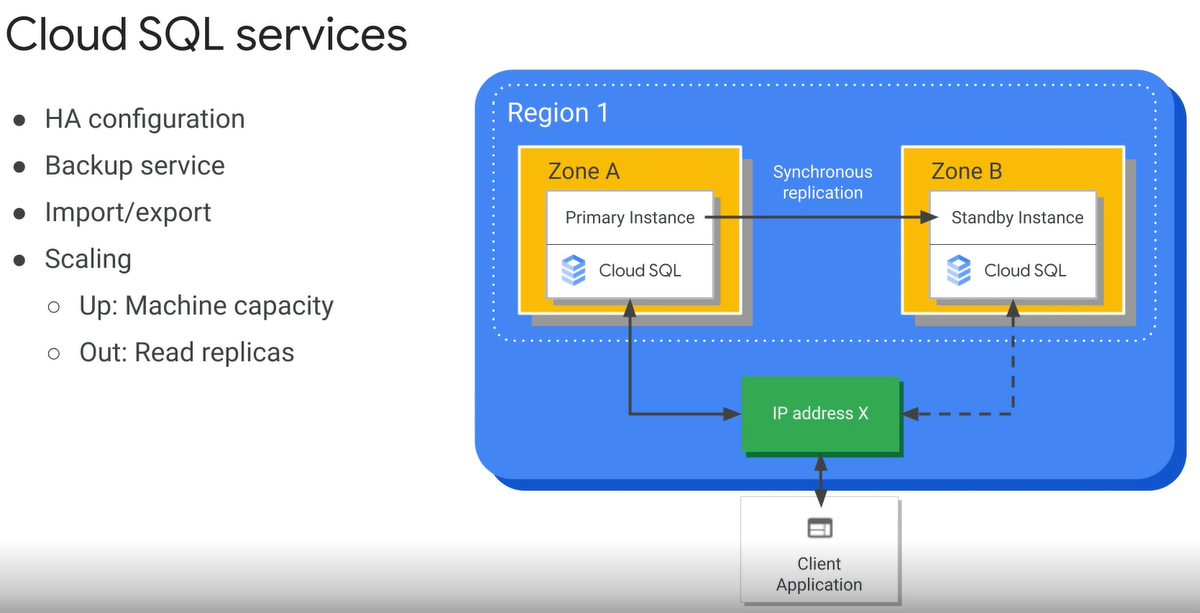 Cloud SQL services
HA configuration
Backup service
Import/export
Scaling
Up: Machine capacity
Out: Read replicas
Region 1
Zone A
Primary Instance
Cloud SQL
Synchronous
replication
Zone B
Standby Instance
Cloud SQL
IP address X
Client
Application